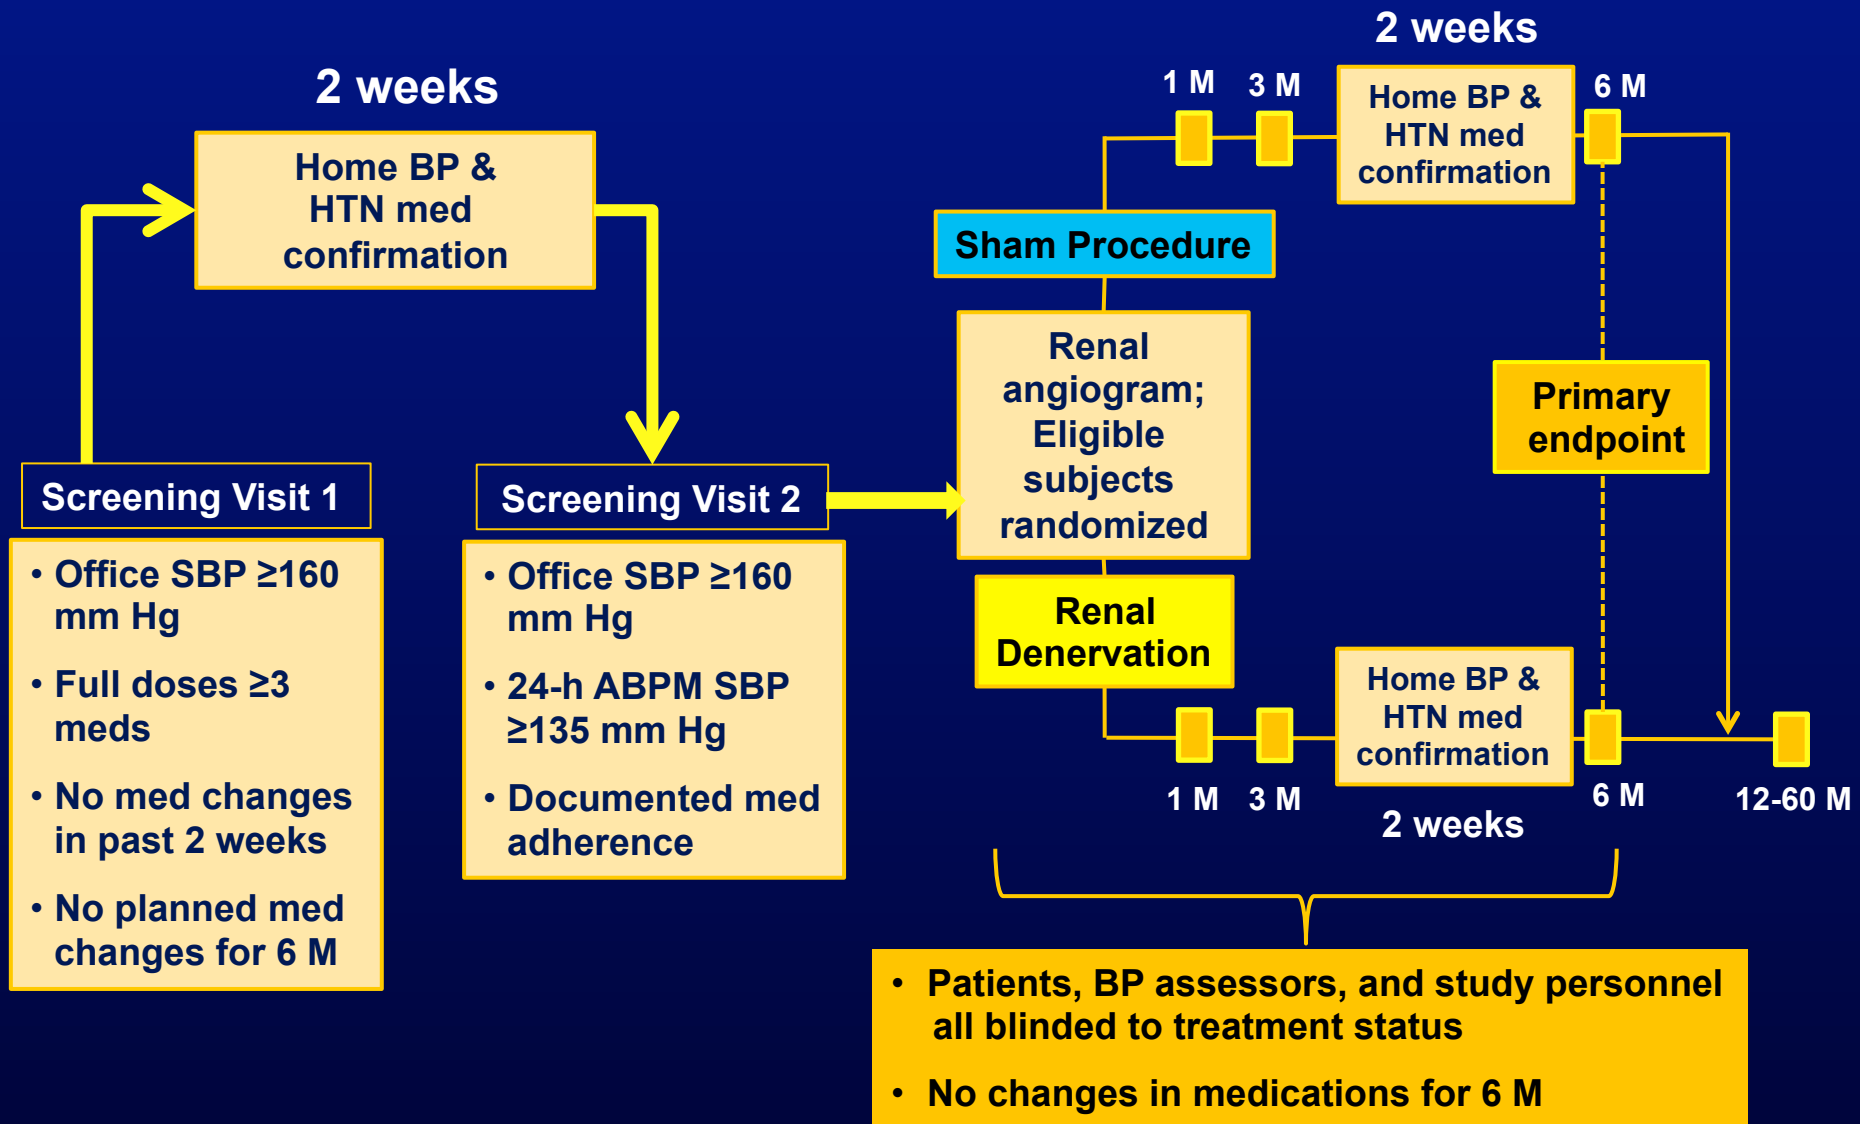 2 weeks
Home BP &
HTN med
confirmation
Screening Visit 1
• Office SBP ≥160
mm Hg
• Full doses ≥3
meds
• No med changes
in past 2 weeks
• No planned med
changes for 6 M
Screening Visit 2
• Office SBP ≥160
mm Hg
• 24-h ABPM SBP
≥135 mm Hg
• Documented med
adherence
Renal
angiogram;
Eligible
subjects
randomized
Sham Procedure
1 M
3 M
2 weeks
Home BP &
HTN med
confirmation
6 M
Primary
endpoint
Renal
Denervation
1 M
3 M
Home BP &
HTN med
confirmation
2 weeks
6 M
12-60 M
• Patients, BP assessors, and study personnel
all blinded to treatment status
• No changes in medications for 6 M